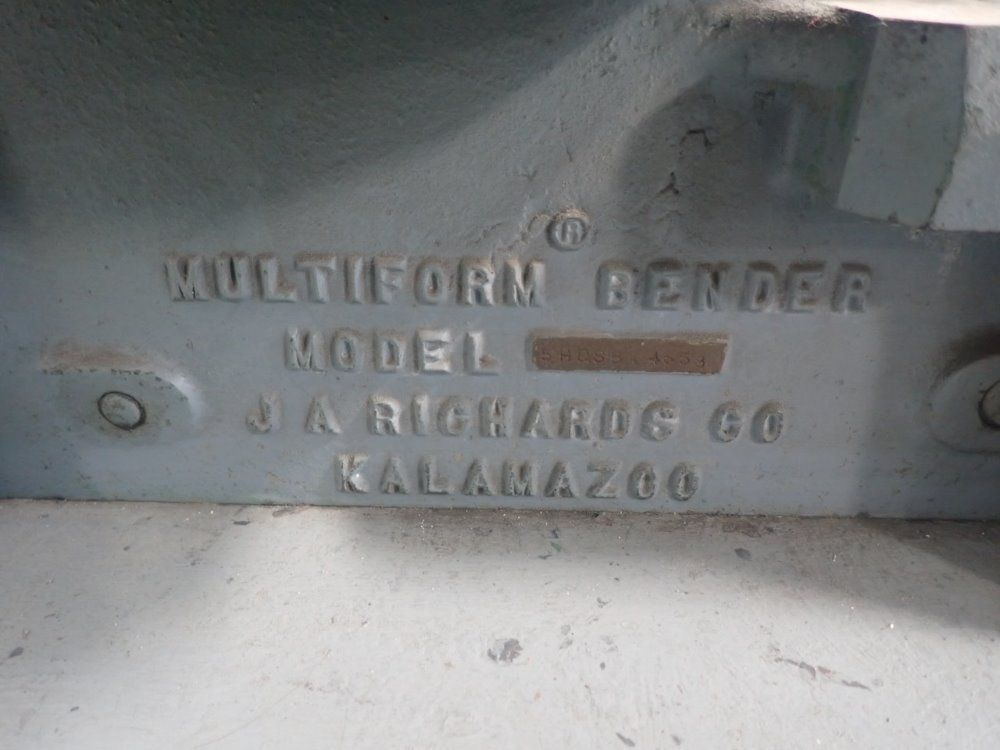 ®
MULTIFORM BENDER
MODEL
J A RICHARDS CO
KALAMAZOO